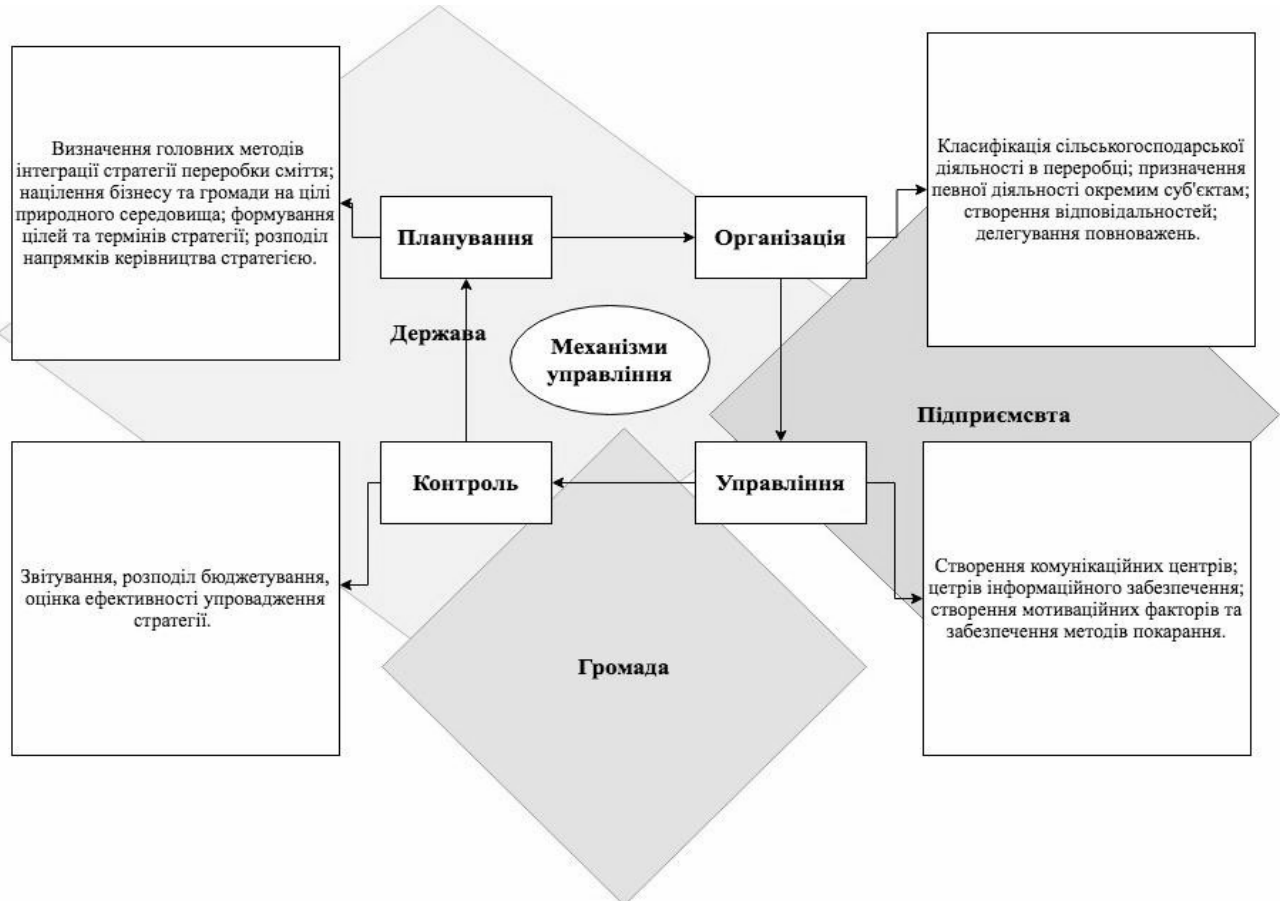 Визначення головних методів
інтеграції стратегії переробки сміття;
націлення бізнесу та громади на цілі
природного середовища; формування
цілей та термінів стратегії; розподіл
напрямків керівництва стратегією.
Планування
Організація
Класифікація сільськогосподарської
діяльності в переробці; призначення
певної діяльності окремим суб'єктам;
створення відповідальностей;
делегування повноважень.
Держава
Механізми
управління
Підприємсвта
Контроль
Управління
Звітування, розподіл бюджетування,
оцінка ефективності упровадження
стратегії.
Створення комунікаційних центрів;
цетрів інформаційного забезпечення;
створення мотиваційних факторів та
забезпечення методів покарання.
Громада